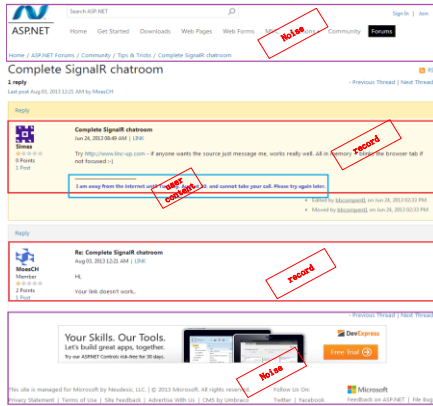 Search ASP.NET
Sign In | Join
ASP.NET
Home Get Started Downloads Web Pages Web Forms Community Forums
Noise
Home / ASP.NET Forums / Community / Tips & Tricks / Complete SignalR chatroom
Complete SignalR chatroom
1 reply
‹ Previous Thread | Next Thread
Last post Aug 01, 2013 12:21 AM by MoasCH
Reply
Complete SignalR chatroom
Jun 24, 2013 08:49 AM | LINK
record
Simea
0 Points
1 Post
Try http://www.linc-up.com - if anyone wants the source just message me, works really well. All in memory - the browser tab if
not focused :-)
user content
I am away from the internet until and cannot take your call. Please try again later.
Edited by bbcompent1 on Jun 24, 2013 02:33 PM
Moved by bbcompent1 on Jun 24, 2013 02:33 PM
Reply
Re: Complete SignalR chatroom
Aug 01, 2013 12:21 AM | LINK
MoasCH
Member
2 Points
1 Post
Hi,
Your link doesn't work..
record
‹ Previous Thread | Next Thread
Your Skills. Our Tools.
Let's build great apps, together.
Try our ASP.NET Controls risk-free for 30 days.
DevExpress
Free Trial
Noise
This site is managed for Microsoft by Neudesic, LLC. | © 2013 Microsoft. All rights reserved.
Follow Us On:
Microsoft
Privacy Statement | Terms of Use | Site Feedback | Advertise With Us | CMS by Umbraco
Twitter | Facebook
Feedback on ASP.NET | File Bug